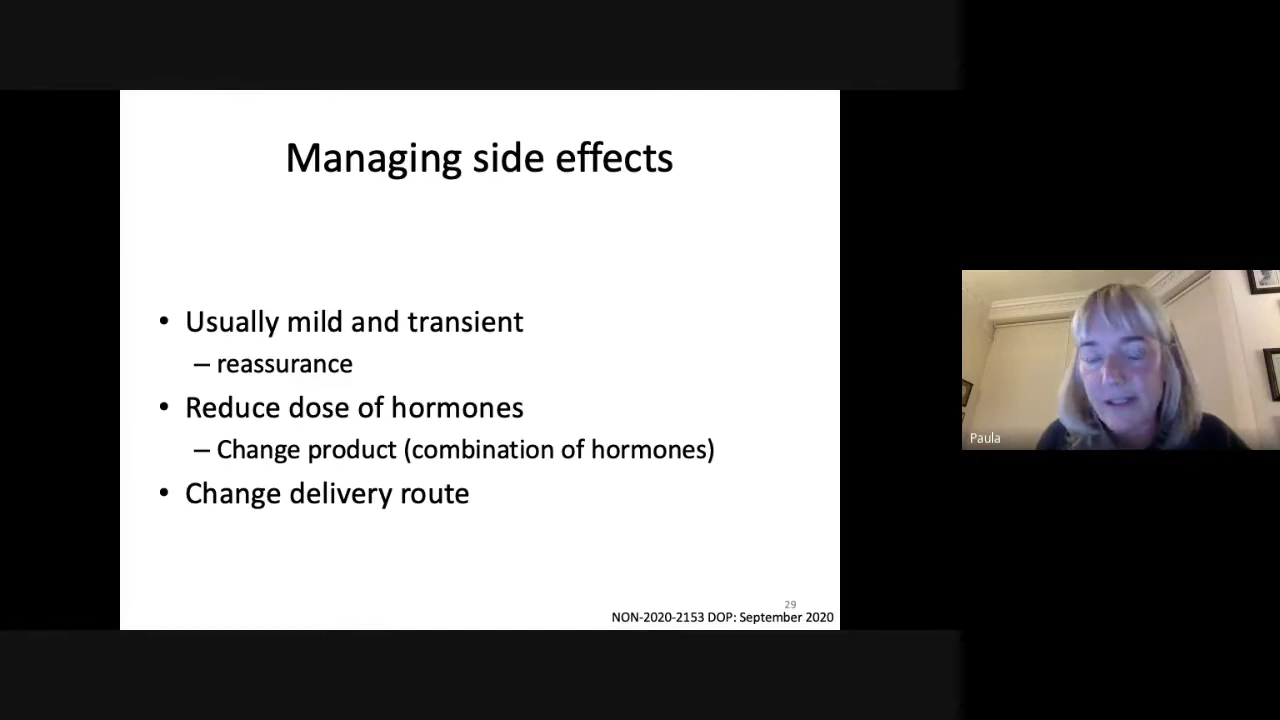 Managing side effects
• Usually mild and transient
– reassurance
• Reduce dose of hormones
– Change product (combination of hormones)
• Change delivery route
29
NON-2020-2153 DOP: September 2020
Paula